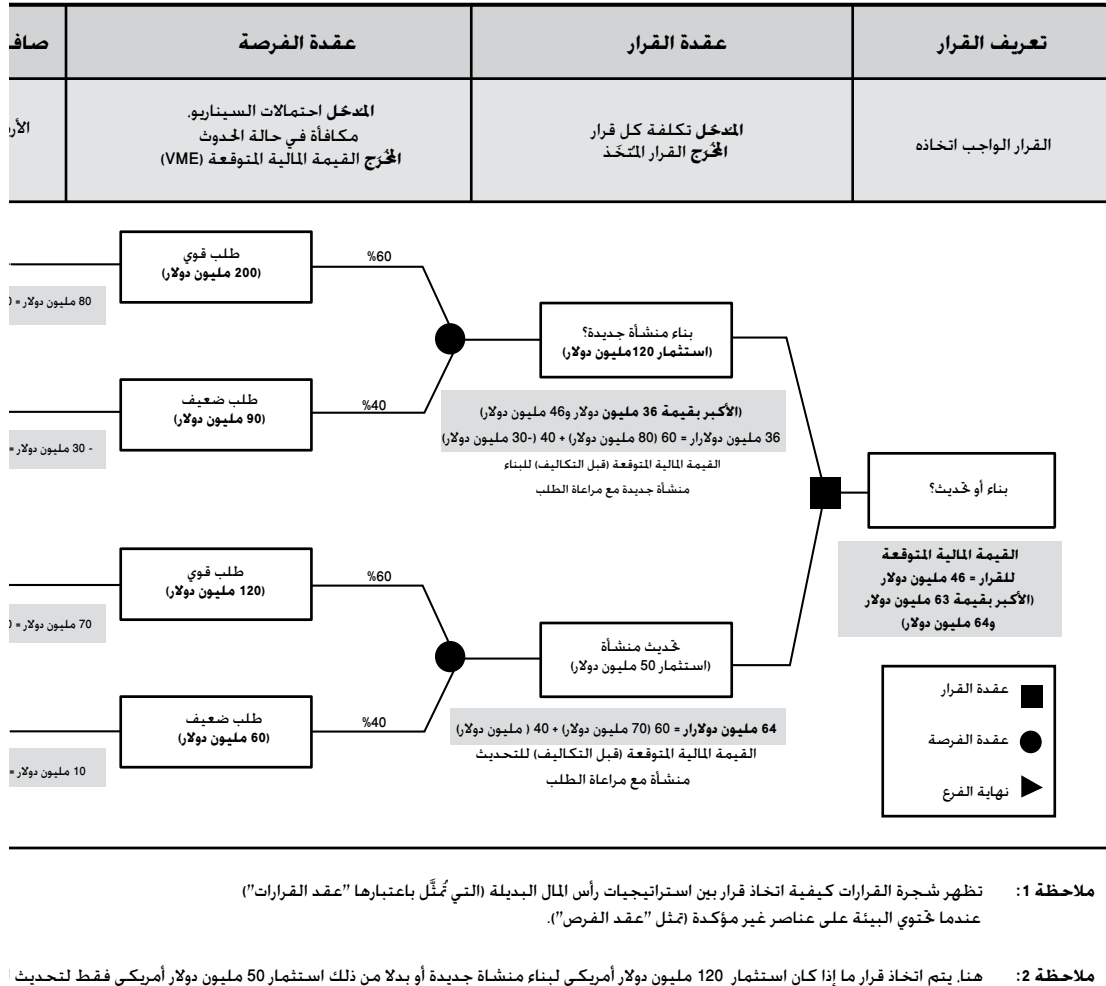 تعريف القرار
عقدة القرار
عقدة الفرصة
صاف
القرار الواجب اتخاذه
المدخل تكلفة كل قرار
المخرج القرار المتخذ
المدخل احتمالات السيناريو.
مكافأة في حالة الحدوث
المخرج القيمة المالية المتوقعة (VME)
الأر
طلب قوي
(200 مليون دولار)
%60
80 مليون دولار =
بناء منشأة جديدة؟
(استثمار 120مليون دولار)
طلب ضعيف
(90 مليون دولار)
%40
- 30 مليون دولار =
(الأكبر بقيمة 36 مليون دولار و46 مليون دولار)
36 مليون دولارار = 60 (80 مليون دولار) + 40 (-30 مليون دولار)
القيمة المالية المتوقعة (قبل التكاليف) للبناء
منشأة جديدة مع مراعاة الطلب
بناء أو تحديث؟
القيمة المالية المتوقعة
للقرار = 46 مليون دولار
(الأكبر بقيمة 63 مليون دولار
و64 مليون دولار)
طلب قوي
(120 مليون دولار)
%60
70 مليون دولار =
تحديث منشأة
(استثمار 50 مليون دولار)
طلب ضعيف
(60 مليون دولار)
%40
10 مليون دولار =
64 مليون دولارار = 60 (70 مليون دولار) + 40 ( مليون دولار)
القيمة المالية المتوقعة (قبل التكاليف) للتحديث
منشأة مع مراعاة الطلب
عقدة القرار
عقدة الفرصة
نهاية الفرع
ملاحظة 1: تظهر شجرة القرارات كيفية اتخاذ قرار بين استراتيجيات رأس المال البديلة (التي تُمثَّل باعتبارها "عقد القرارات")
عندما تحتوي البيئة على عناصر غير مؤكدة (تمثل "عقد الفرص").
ملاحظة 2: هنا، يتم اتخاذ قرار ما إذا كان استثمار 120 مليون دولار أمريكي لبناء منشاة جديدة أو بدلا من ذلك استثمار 50 مليون دولار أمريكي فقط لتحديث